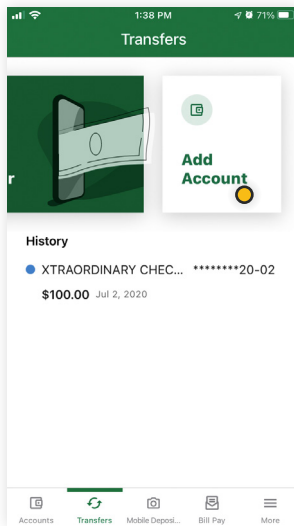 1:38 PM
71%
Transfers
r
Add
Account
History
XTRAORDINARY CHEC... ********20-02
$100.00 Jul 2, 2020
Accounts Transfers Mobile Deposi... Bill Pay More